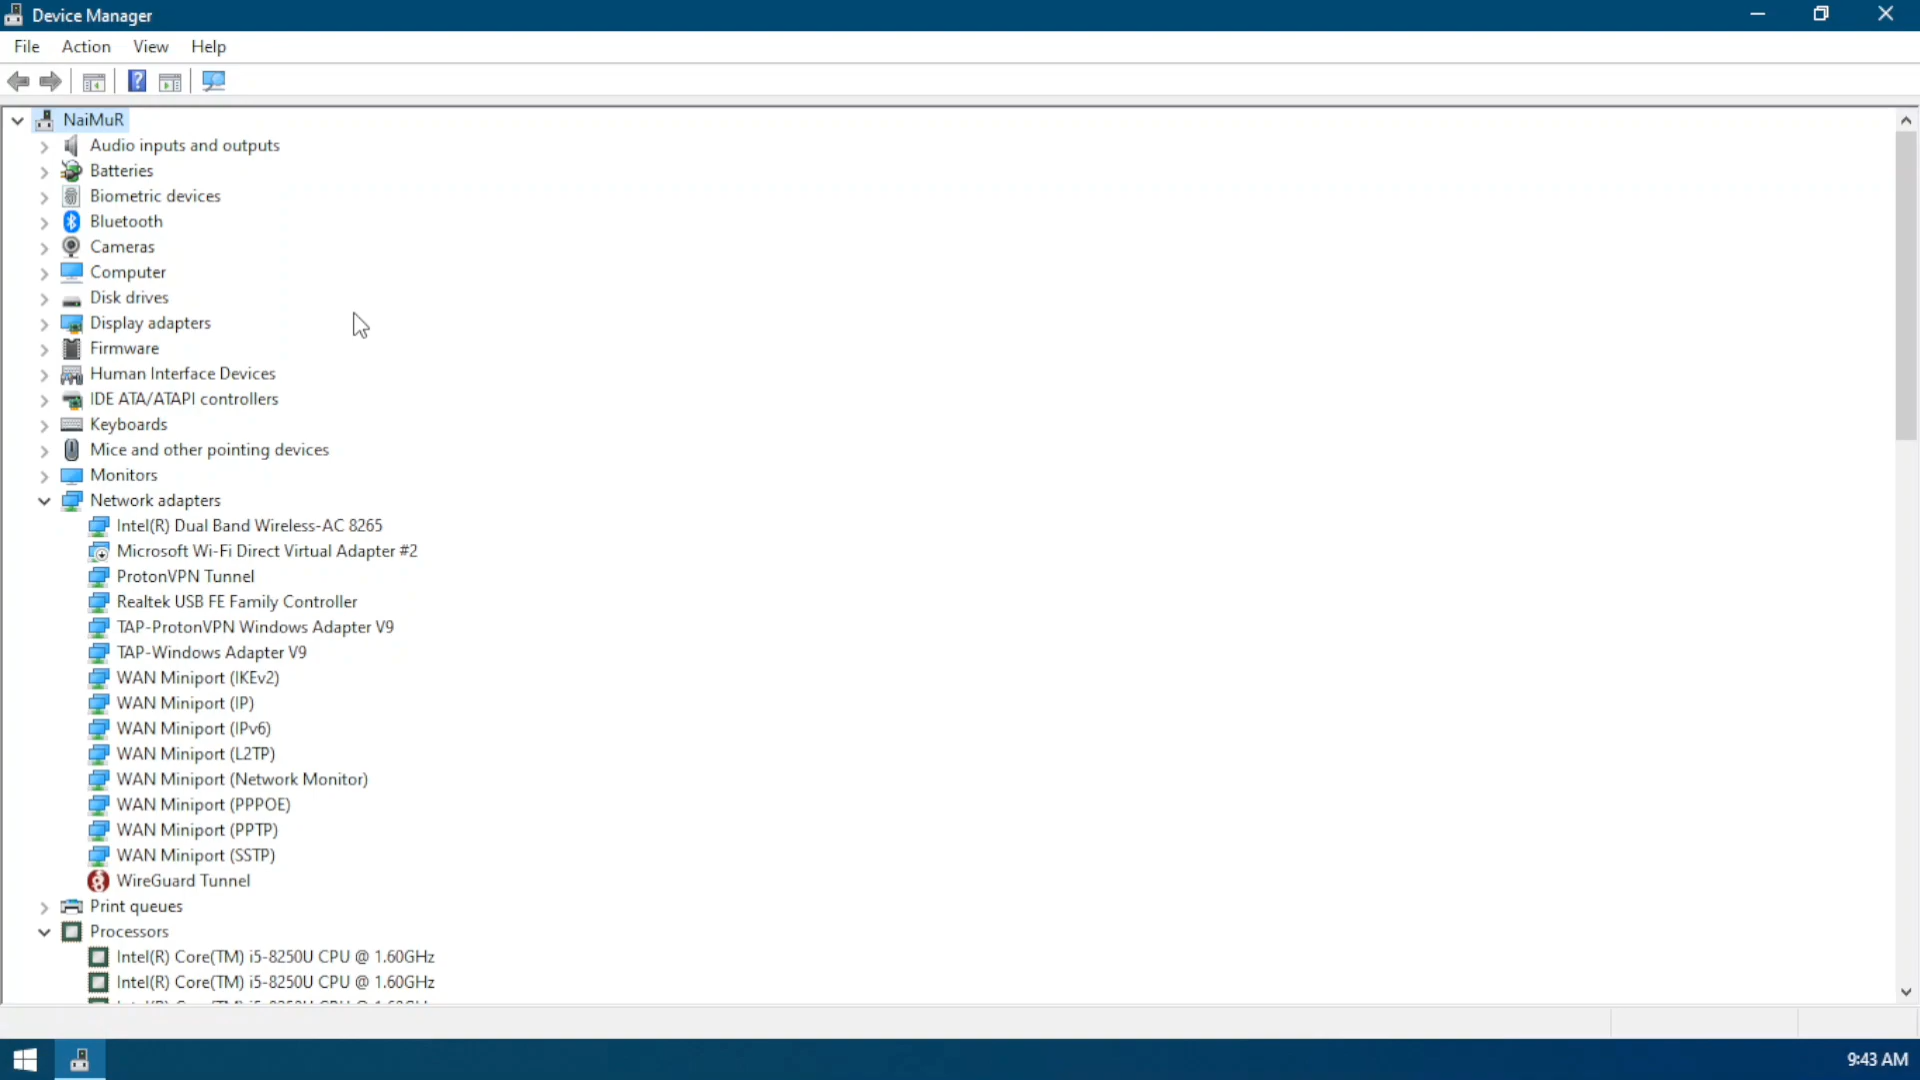 Device Manager
File Action View Help
NaiMuR
Audio inputs and outputs
Batteries
Biometric devices
Bluetooth
Cameras
Computer
Disk drives
Display adapters
Firmware
Human Interface Devices
IDE ATA/ATAPI controllers
Keyboards
Mice and other pointing devices
Monitors
Network adapters
Intel(R) Dual Band Wireless-AC 8265
Microsoft Wi-Fi Direct Virtual Adapter #2
ProtonVPN Tunnel
Realtek USB FE Family Controller
TAP-ProtonVPN Windows Adapter V9
TAP-Windows Adapter V9
WAN Miniport (IKEv2)
WAN Miniport (IP)
WAN Miniport (IPv6)
WAN Miniport (L2TP)
WAN Miniport (Network Monitor)
WAN Miniport (PPPOE)
WAN Miniport (PPTP)
WAN Miniport (SSTP)
WireGuard Tunnel
Print queues
Processors
Intel(R) Core(TM) i5-8250U CPU @ 1.60GHz
Intel(R) Core(TM) i5-8250U CPU @ 1.60GHz
9:43 AM